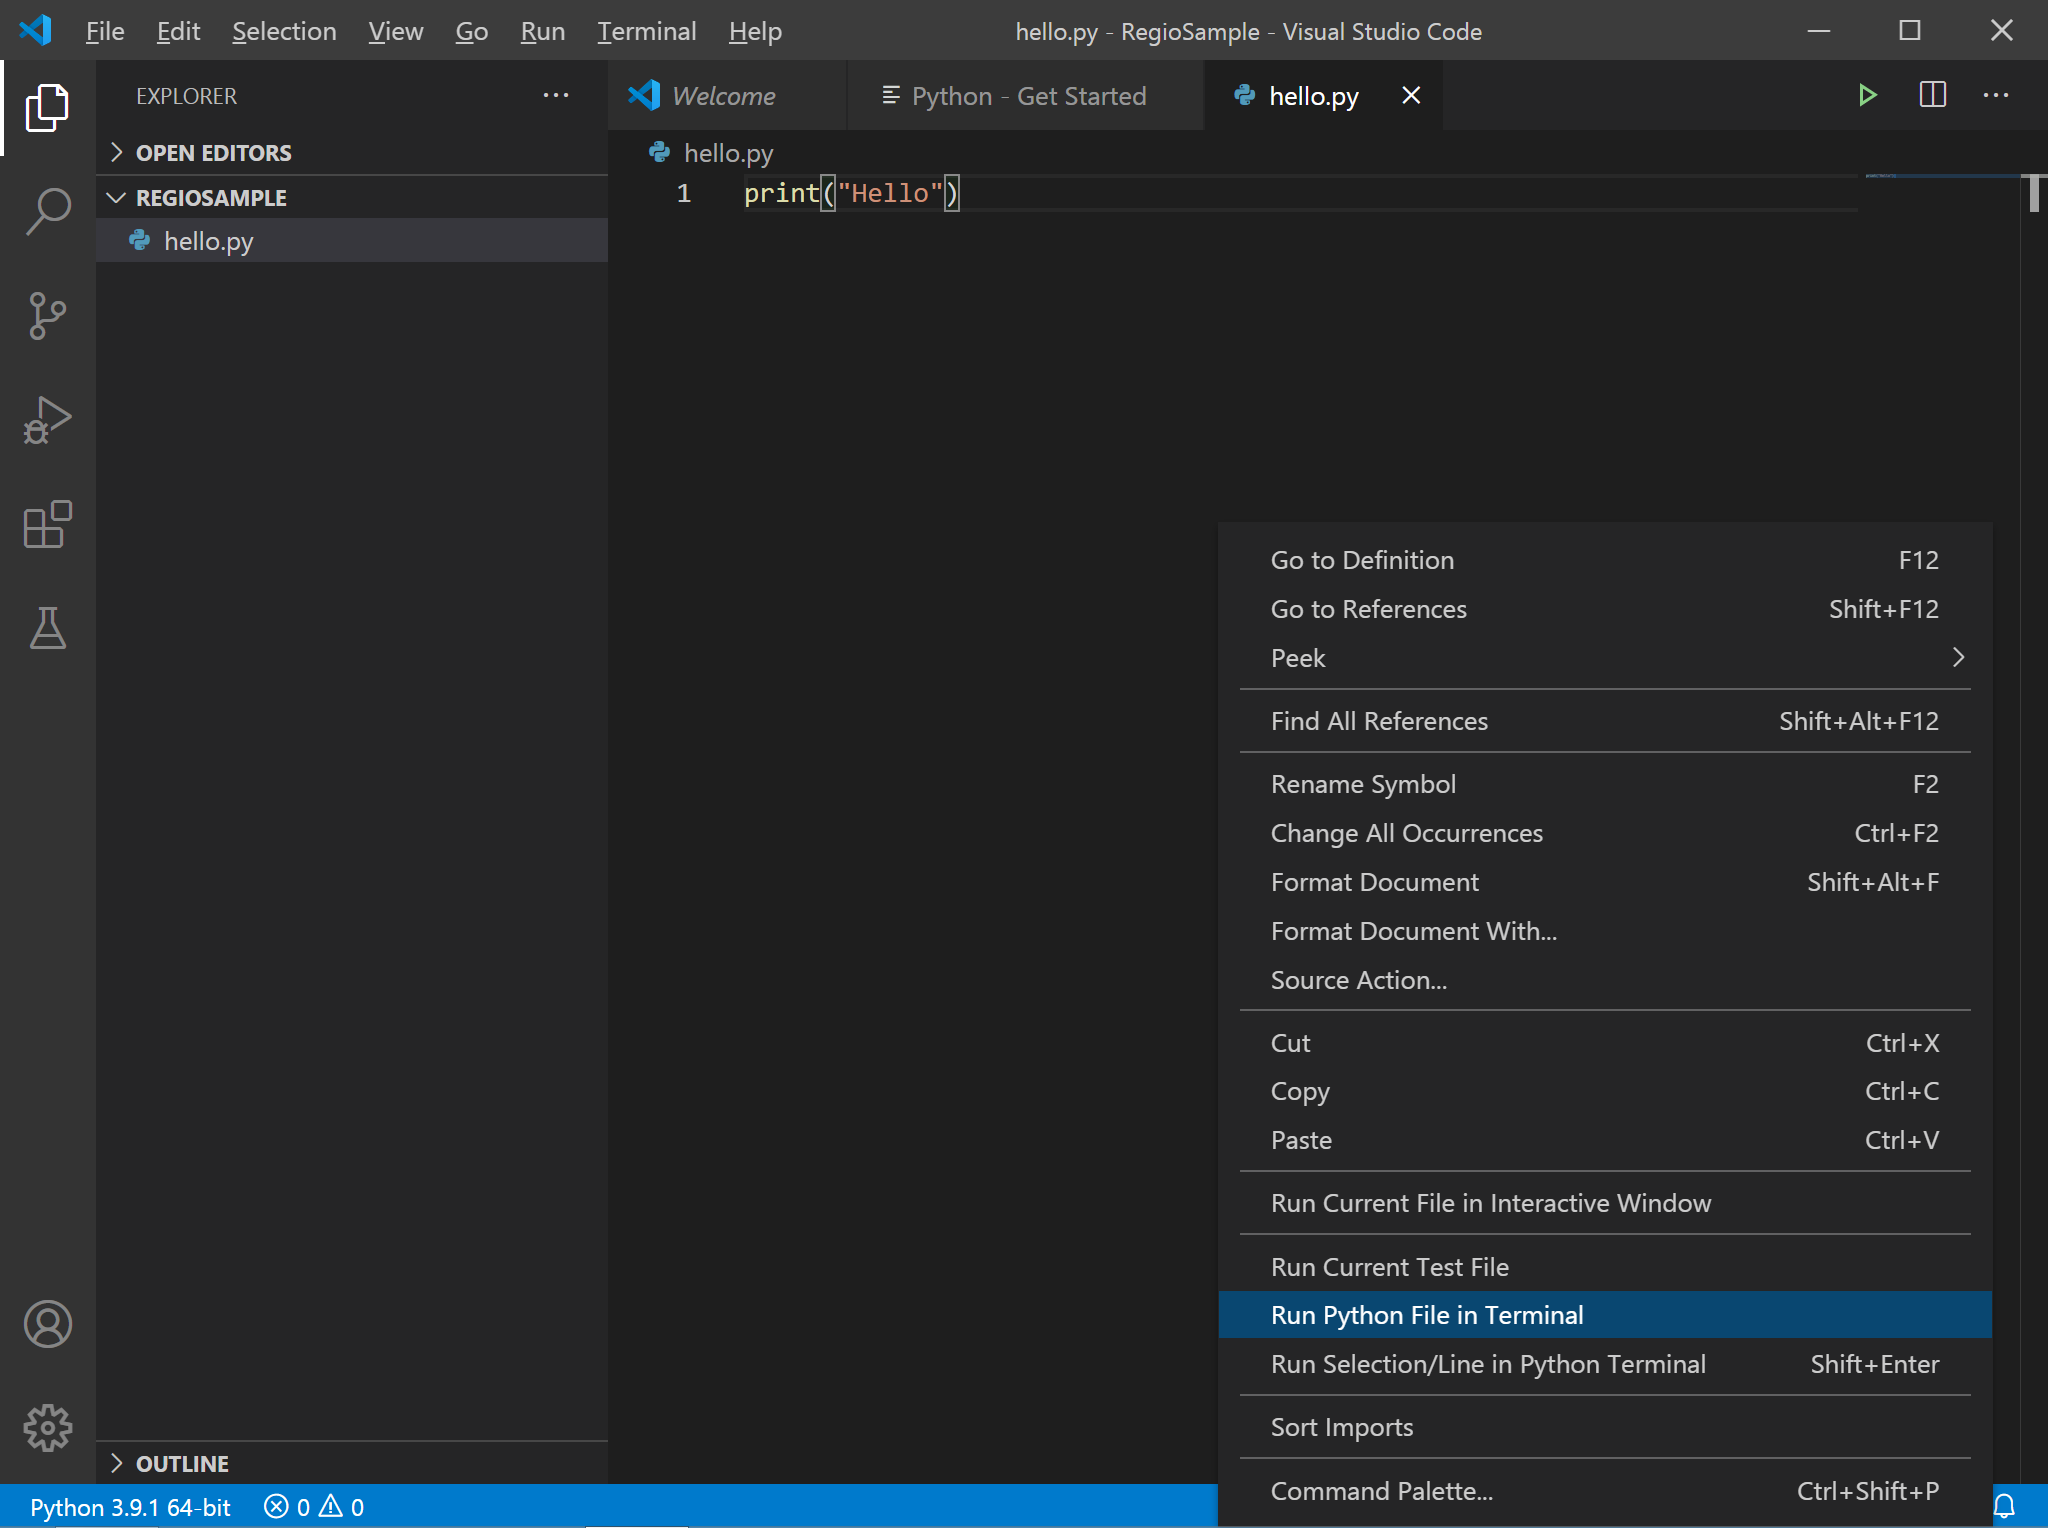 File Edit Selection View Go Run Terminal Help hello.py - RegioSample - Visual Studio Code
EXPLORER
OPEN EDITORS
REGIOSAMPLE
hello.py
OUTLINE
Welcome Python - Get Started hello.py
hello.py
1 print("Hello")
Go to Definition F12
Go to References Shift+F12
Peek
Find All References Shift+Alt+F12
Rename Symbol F2
Change All Occurrences Ctrl+F2
Format Document Shift+Alt+F
Format Document With...
Source Action...
Cut Ctrl+X
Copy Ctrl+C
Paste Ctrl+V
Run Current File in Interactive Window
Run Current Test File
Run Python File in Terminal
Run Selection/Line in Python Terminal Shift+Enter
Sort Imports
Command Palette... Ctrl+Shift+P
Python 3.9.1 64-bit 0 0